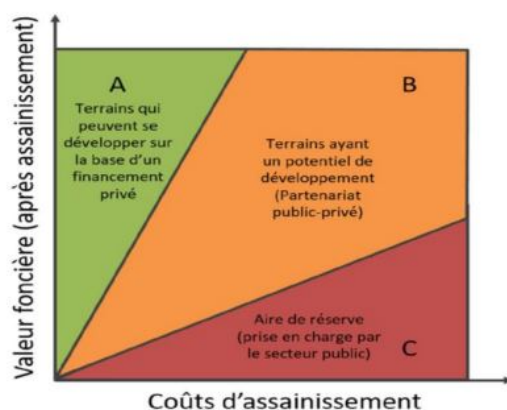 Valeur foncière (après assainissement)
A
Terrains qui
peuvent se
développer sur
la base d'un
financement
privé
B
Terrains ayant
un potentiel de
développement
(Partenariat
public-privé)
Aire de réserve
(prise en charge par
le secteur public)
C
Coûts d'assainissement